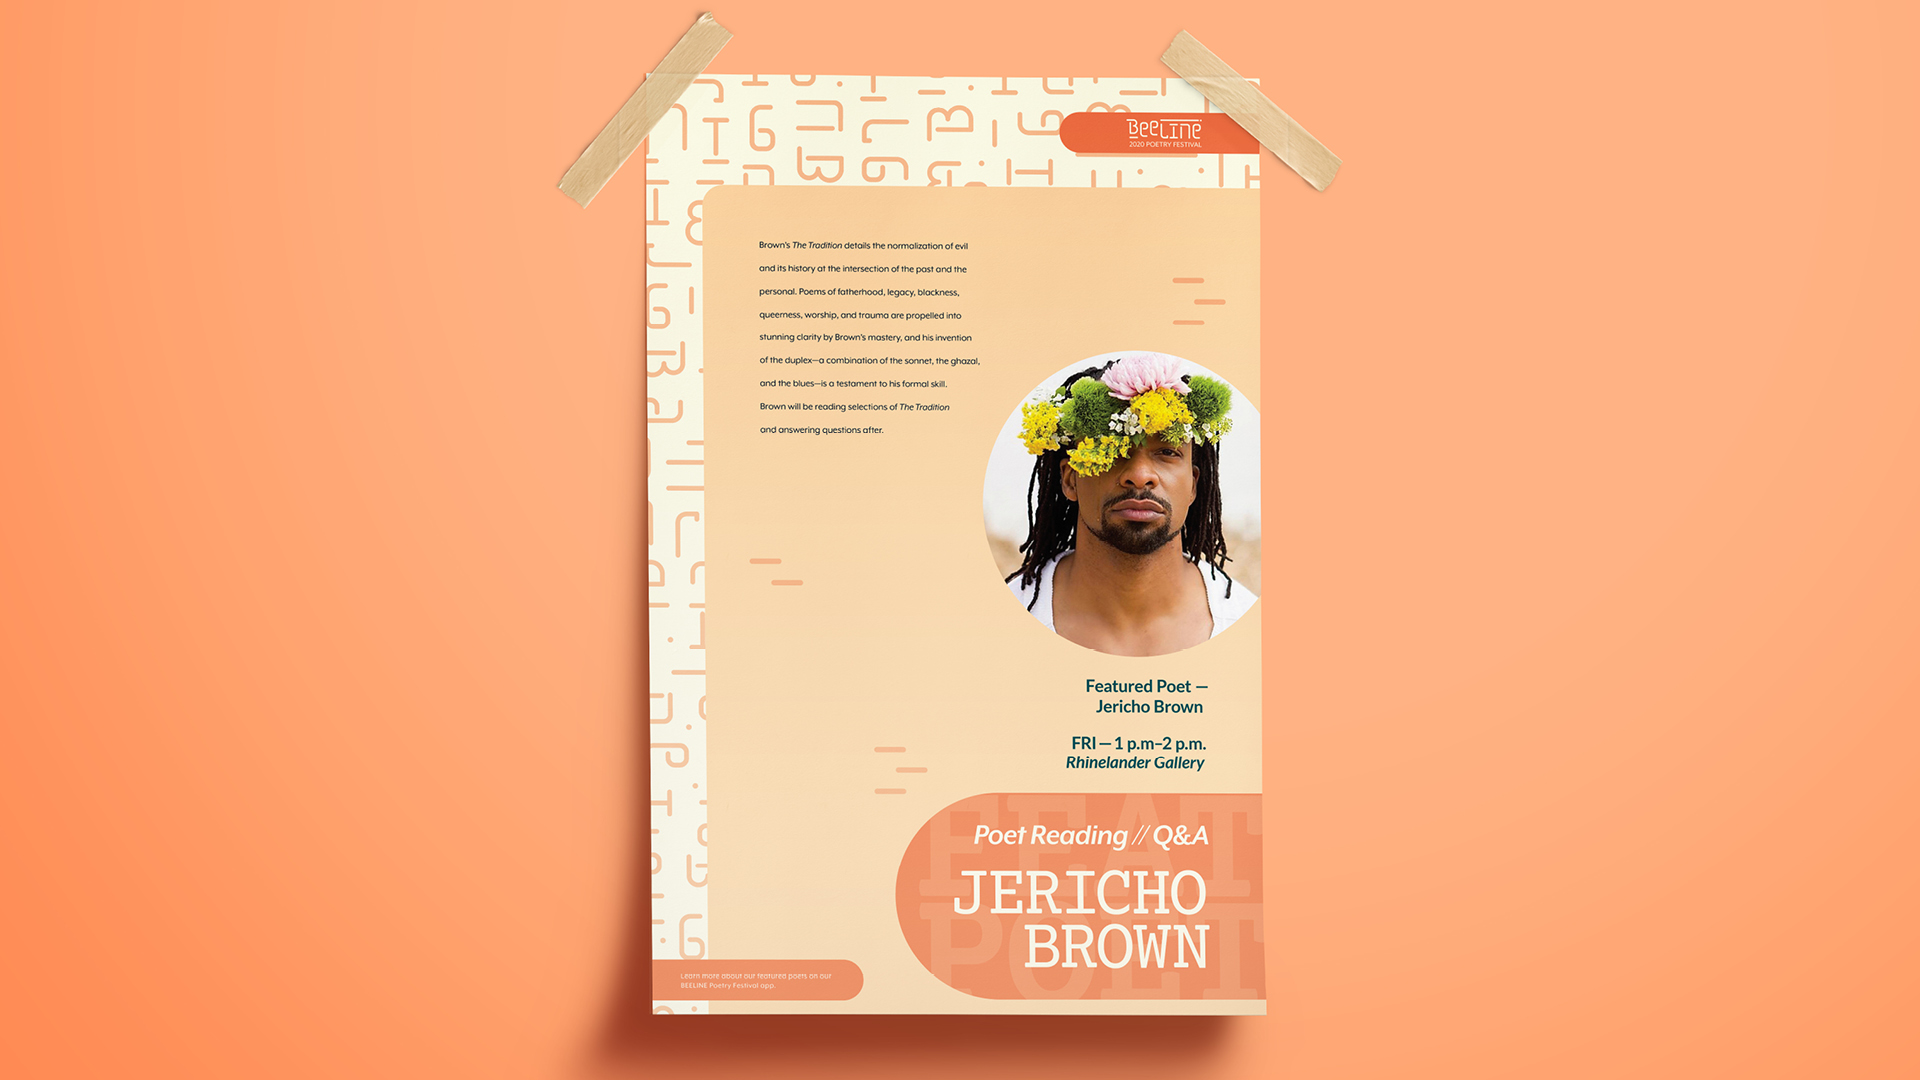 BEELINE
2020 POETRY FESTIVAL
Brown's The Tradition details the normalization of evil
and its history at the intersection of the past and the
personal. Poems of fatherhood, legacy, blackness,
queerness, worship, and trauma are propelled into
stunning clarity by Brown's mastery, and his invention
of the duplex—a combination of the sonnet, the ghazal,
and the blues—is a testament to his formal skill.
Brown will be reading selections of The Tradition
and answering questions after.
Featured Poet —
Jericho Brown
FRI — 1 p.m–2 p.m.
Rhinelander Gallery
FEAT
POET
Poet Reading // Q&A
JERICHO
BROWN
Learn more about our featured poets on our
BEELINE Poetry Festival app.